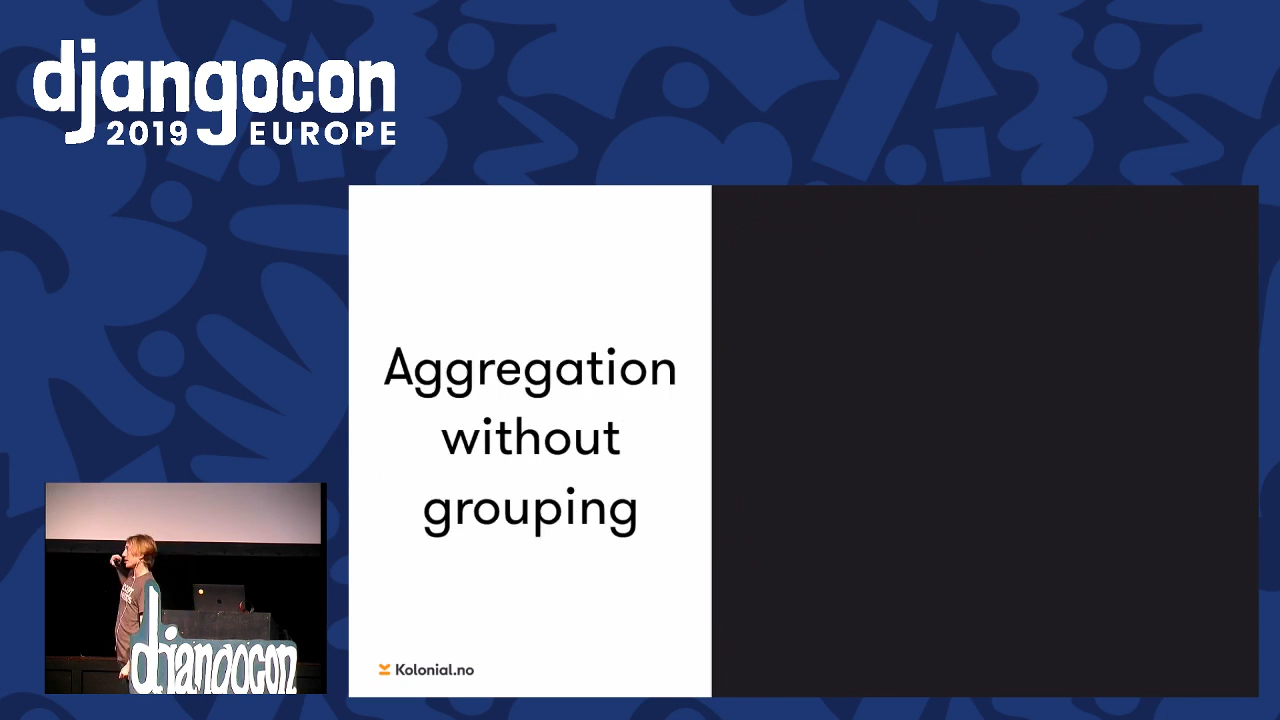 djangocon
2019 EUROPE
Aggregation
without
grouping
Kolonial.no
djangocon